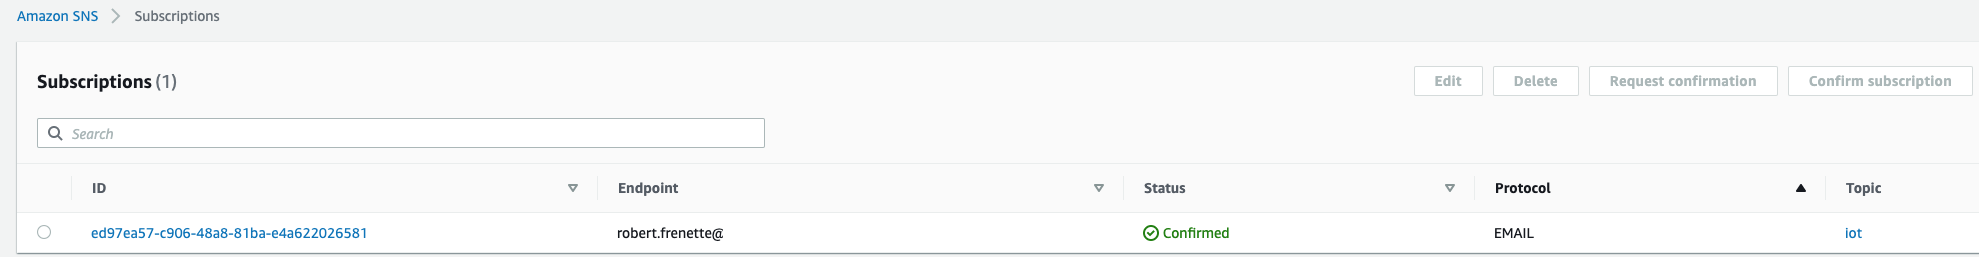 Amazon SNS > Subscriptions
Subscriptions (1)
Edit Delete Request confirmation Confirm subscription
Search
ID Endpoint Status Protocol Topic
ed97ea57-c906-48a8-81ba-e4a622026581 robert.frenette@ Confirmed EMAIL iot